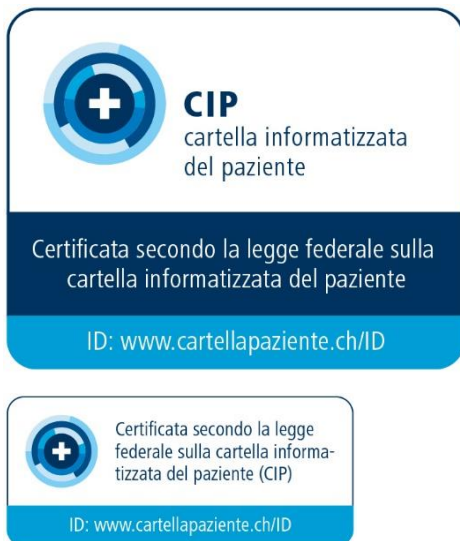 CIP
cartella informatizzata
del paziente
Certificata secondo la legge federale sulla
cartella informatizzata del paziente
ID: www.cartellapaziente.ch/ID
Certificata secondo la legge
federale sulla cartella informa-
tizzata del paziente (CIP)
ID: www.cartellapaziente.ch/ID